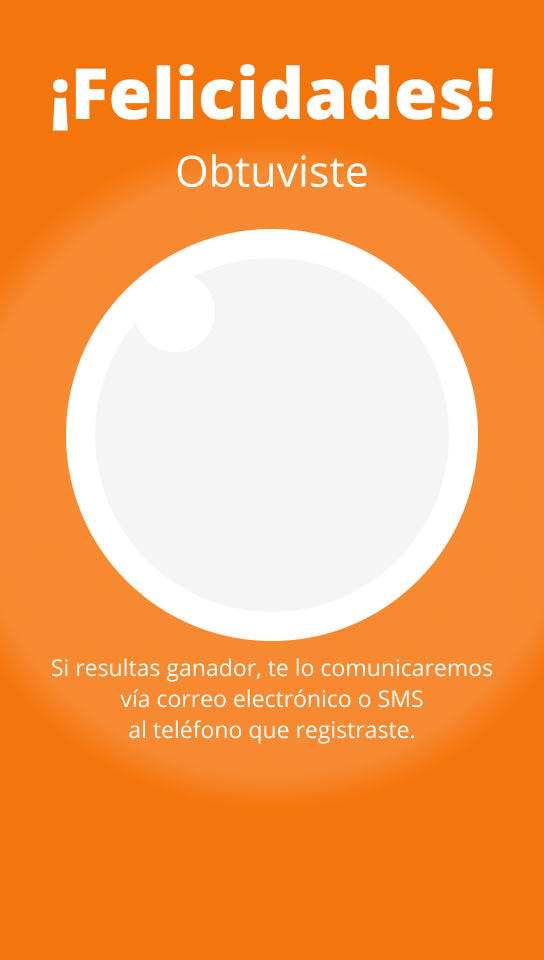 ¡Felicidades!
Obtuviste
Si resultas ganador, te lo comunicaremos
vía correo electrónico o SMS
al teléfono que registraste.